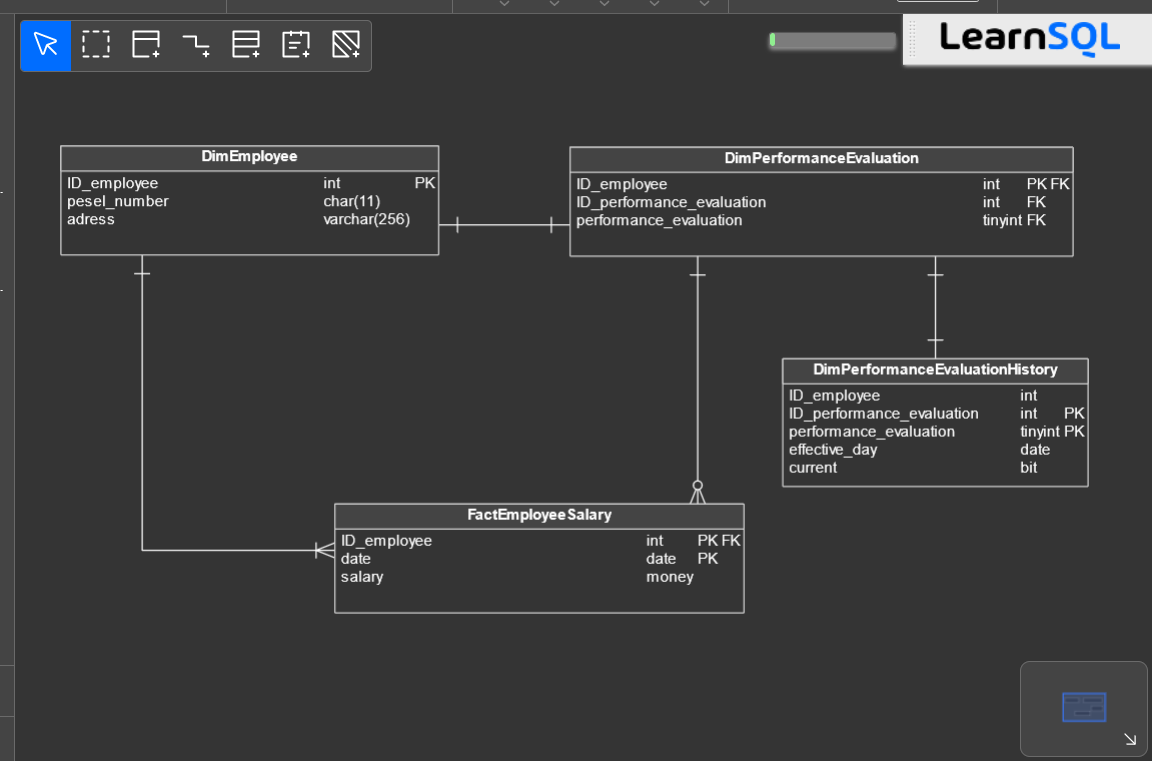 LearnSQL
DimEmployee
ID_employee int PK
pesel_number char(11)
adress varchar(256)
DimPerformanceEvaluation
ID_employee int PK FK
ID_performance_evaluation int FK
performance_evaluation tinyint FK
DimPerformanceEvaluationHistory
ID_employee int
ID_performance_evaluation int PK
performance_evaluation tinyint PK
effective_day date
current bit
FactEmployeeSalary
ID_employee int PK FK
date date PK
salary money